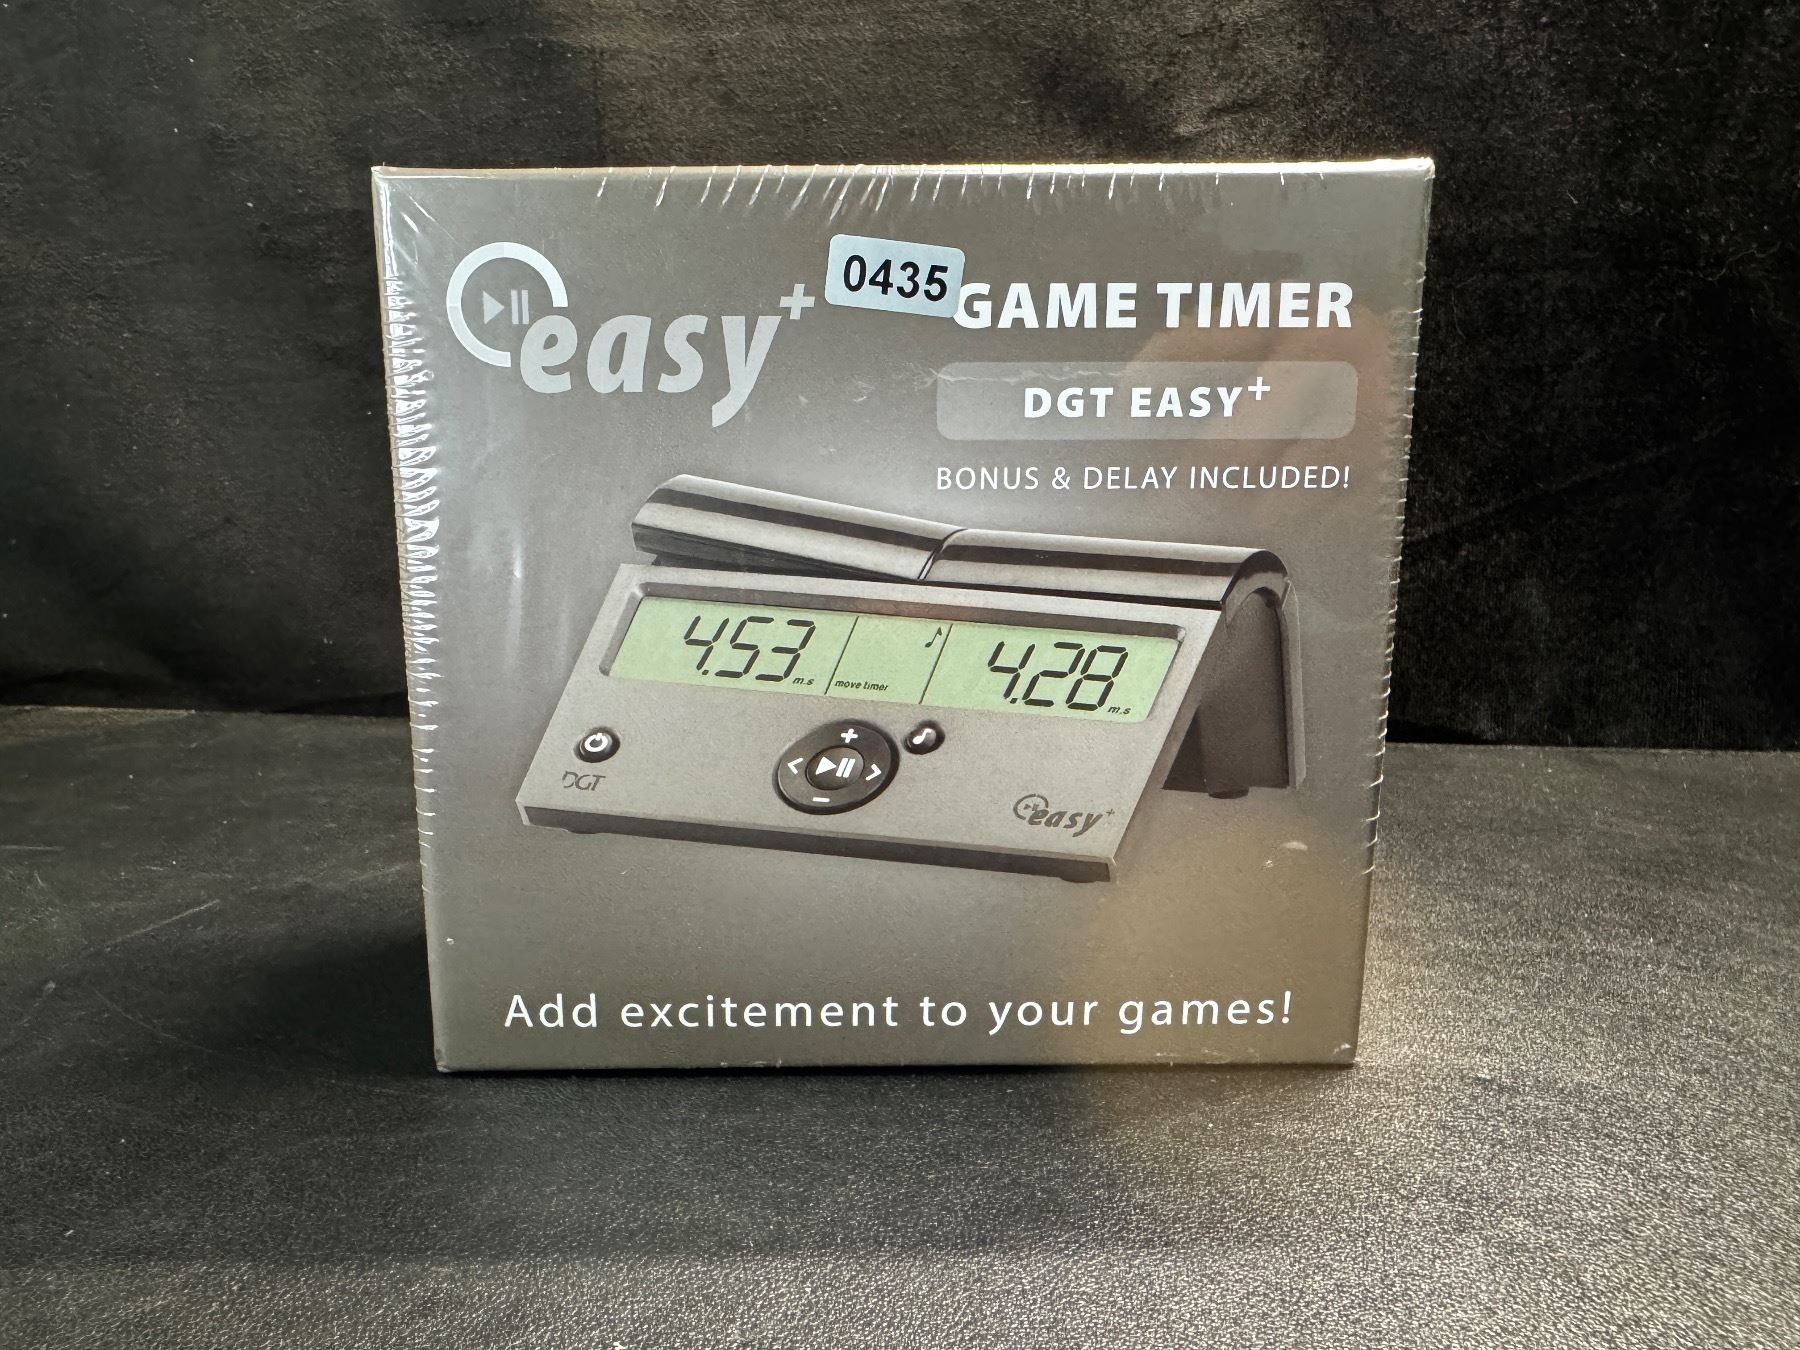 easy+
0435
GAME TIMER
DGT EASY+
BONUS & DELAY INCLUDED!
4.53 m.s
move timer
4.28 m.s
DGT
easy+
Add excitement to your games!